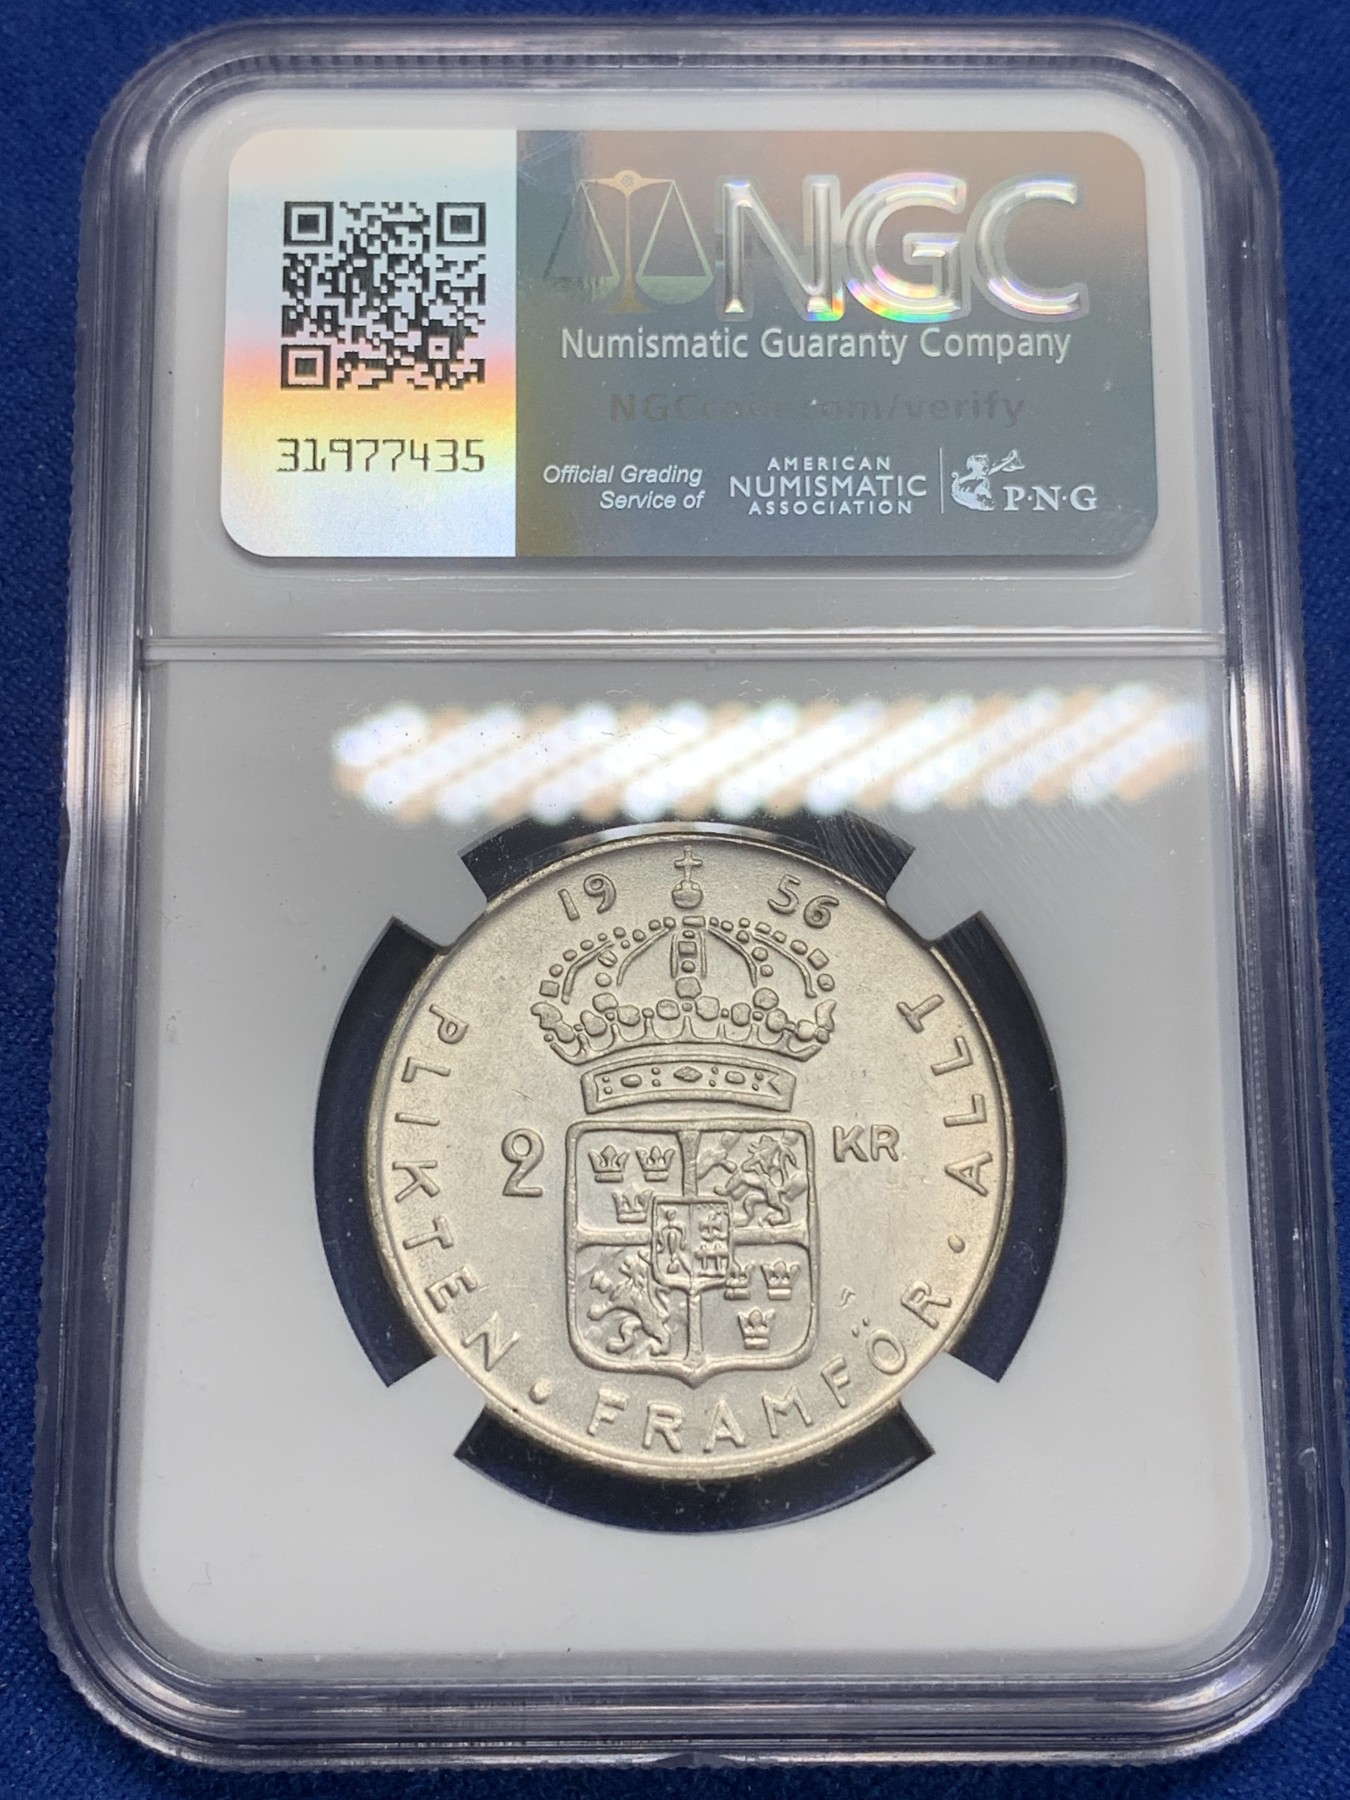 NGC
Numismatic Guaranty Company
NGCcoin.com/verify
31977435
Official Grading
Service of
AMERICAN
NUMISMATIC
ASSOCIATION
P·N·G
19 56
2 KR
PLIKTEN · FRAMFÖR · ALLT